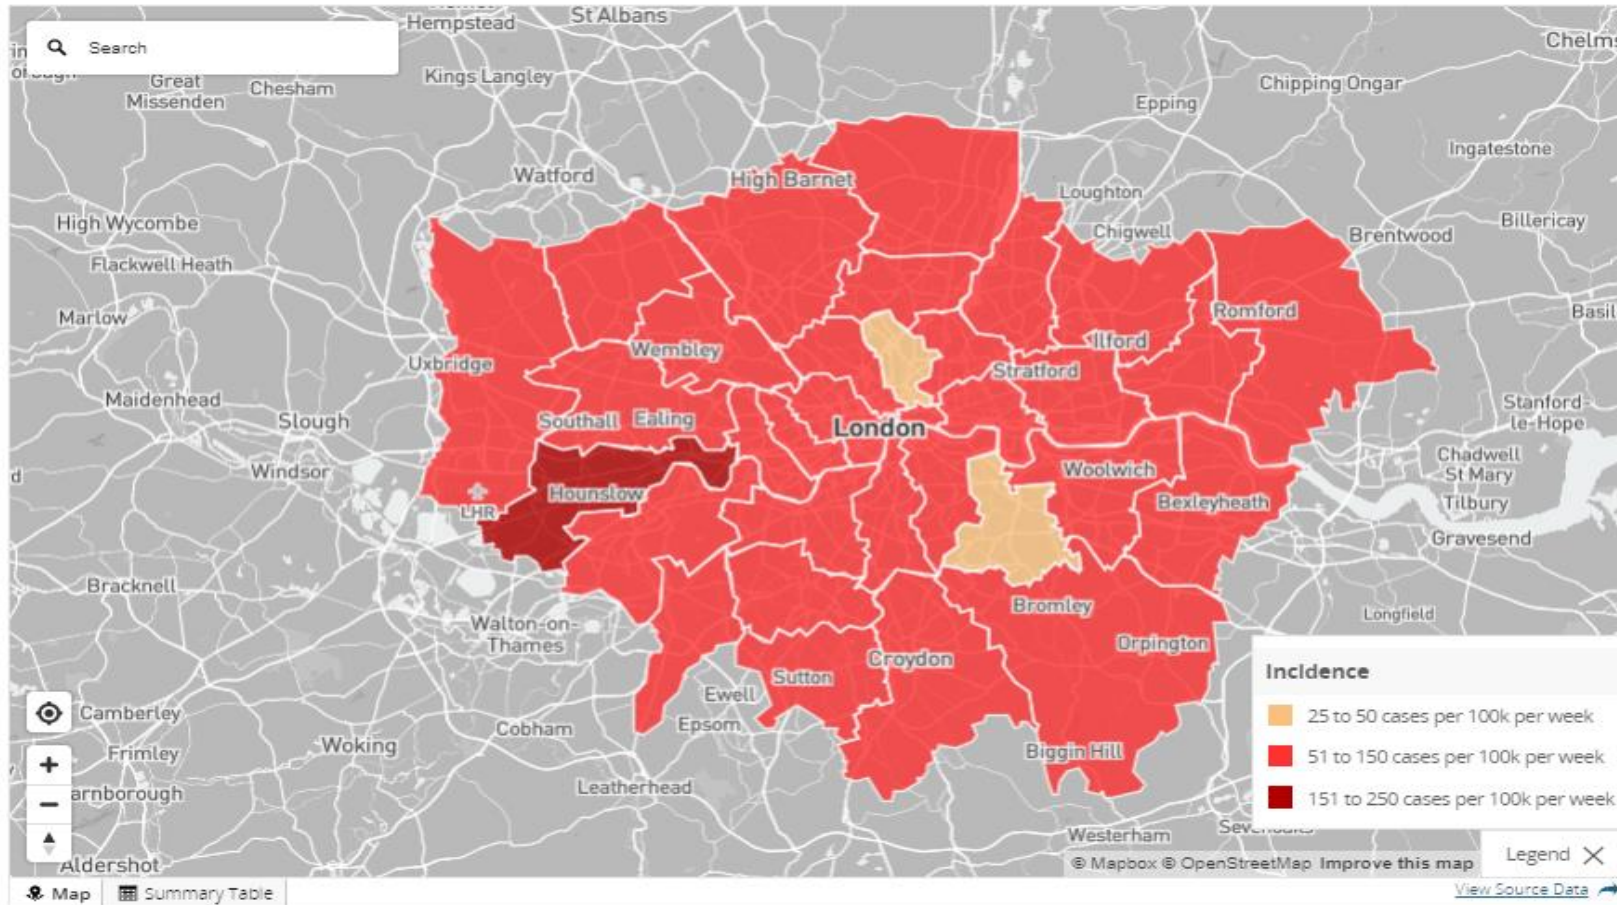 Hempstead
St Albans
Search
Chelms
Great
Missenden
Chesham
Kings Langley
Chipping Ongar
Epping
Ingatestone
Watford
High Barnet
Loughton
High Wycombe
Chigwell
Billericay
Brentwood
Flackwell Heath
Marlow
Romford
Basil
Uxbridge
Wembley
Ilford
Stratford
Maidenhead
Slough
Southall
Ealing
London
Stanford-
le-Hope
Windsor
Hounslow
Woolwich
Chadwell
St Mary
LHR
Bexleyheath
Tilbury
Gravesend
Bracknell
Bromley
Longfield
Walton-on-
Thames
Orpington
Croydon
Sutton
Ewell
Epsom
Camberley
Cobham
Frimley
Woking
Biggin Hill
Leatherhead
arnborough
Westerham
Aldershot
Incidence
25 to 50 cases per 100k per week
51 to 150 cases per 100k per week
151 to 250 cases per 100k per week
© Mapbox © OpenStreetMap Improve this map
Legend
Map
Summary Table
View Source Data